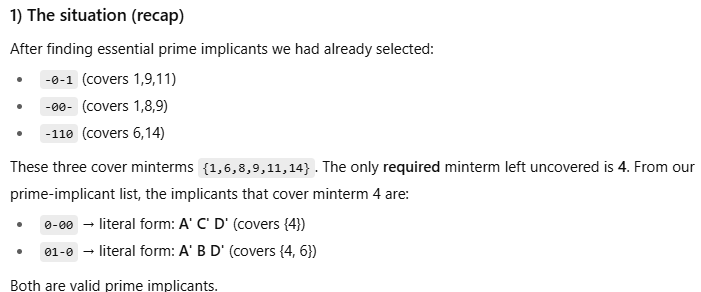 1) The situation (recap)
After finding essential prime implicants we had already selected:
• -0-1 (covers 1,9,11)
• -00- (covers 1,8,9)
• -110 (covers 6,14)
These three cover minterms {1,6,8,9,11,14}. The only required minterm left uncovered is 4. From our
prime-implicant list, the implicants that cover minterm 4 are:
• 0-00 → literal form: A' C' D' (covers {4})
• 01-0 → literal form: A' B D' (covers {4, 6})
Both are valid prime implicants.